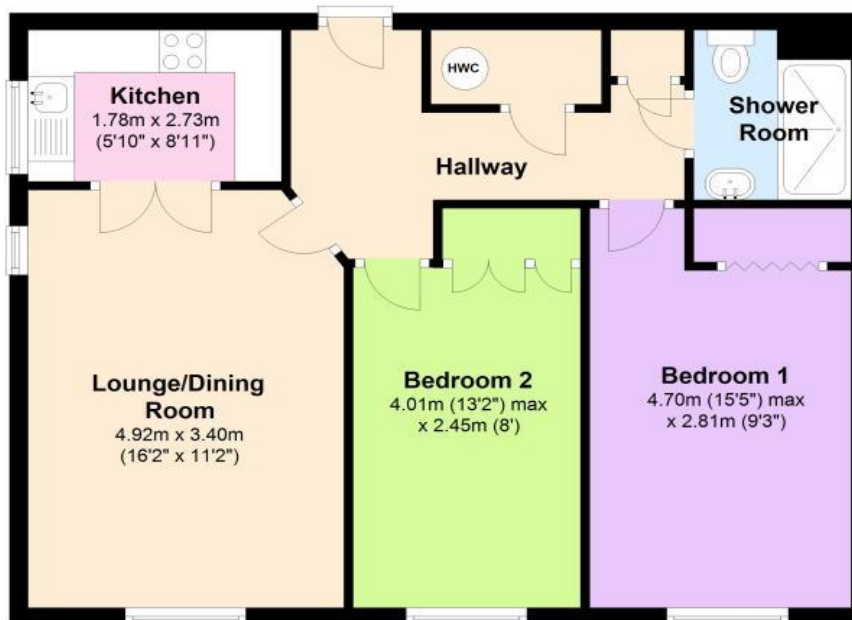 Kitchen
1.78m x 2.73m
(5'10" x 8'11")
HWC
Shower
Room
Hallway
Lounge/Dining
Room
4.92m x 3.40m
(16'2" x 11'2")
Bedroom 2
4.01m (13'2") max
x 2.45m (8')
Bedroom 1
4.70m (15'5") max
x 2.81m (9'3")